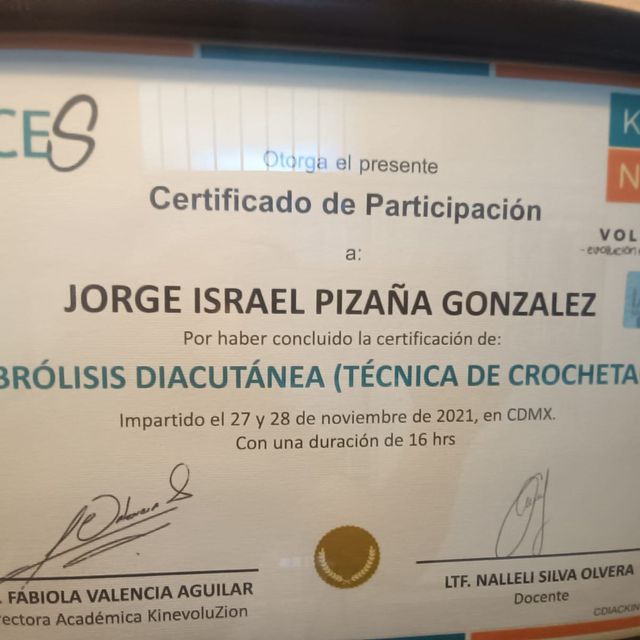 CES
K
N
VOL
Otorga el presente
Certificado de Participación
a:
JORGE ISRAEL PIZAÑA GONZALEZ
Por haber concluido la certificación de:
BRÓLISIS DIACUTÁNEA (TÉCNICA DE CROCHETA
Impartido el 27 y 28 de noviembre de 2021, en CDMX.
Con una duración de 16 hrs
. FABIOLA VALENCIA AGUILAR
rectora Académica KinevoluZion
LTF. NALLELI SILVA OLVERA
Docente
CDIACKIN